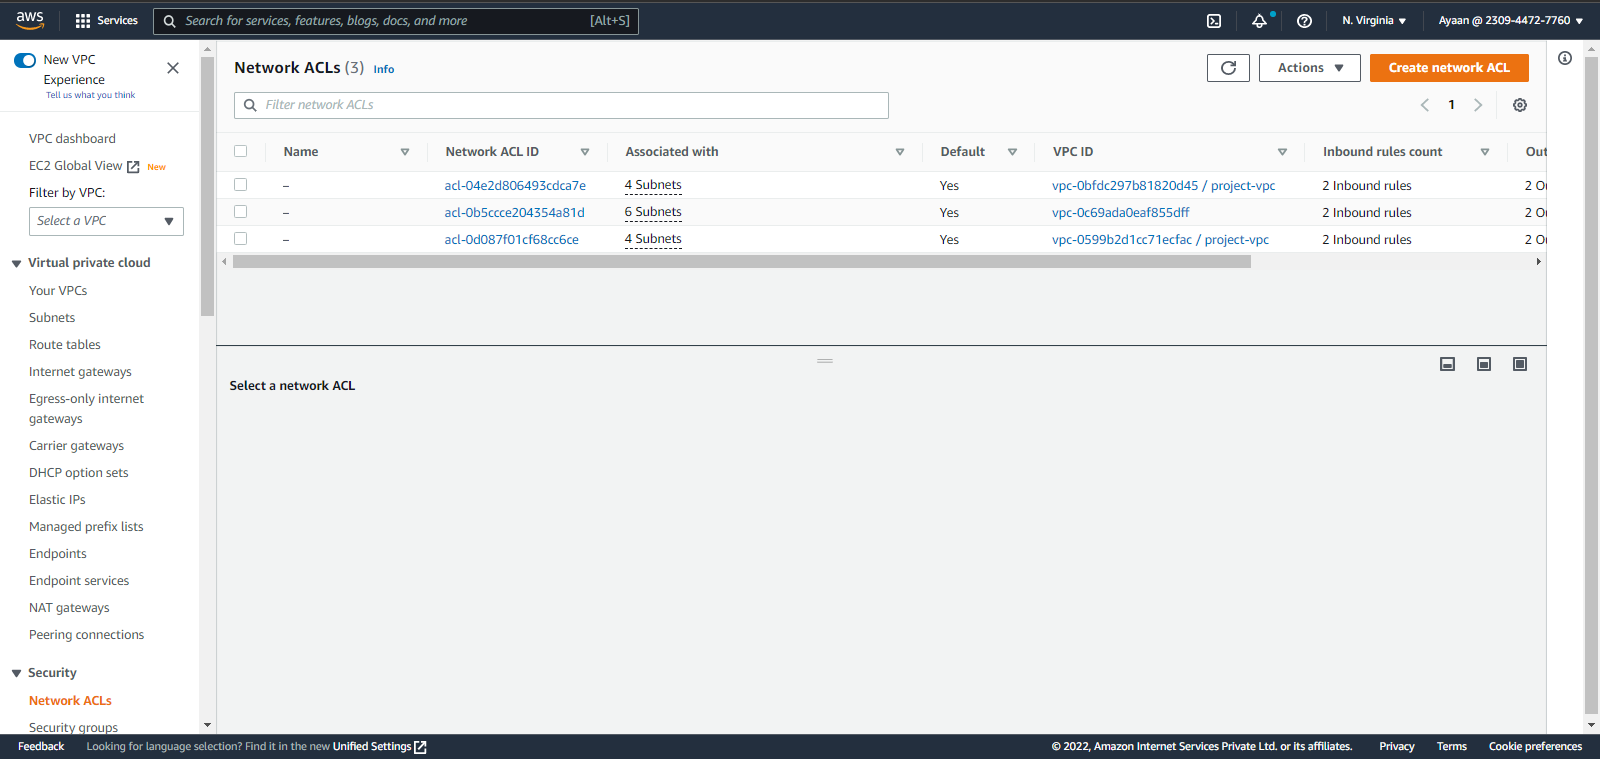 aws Services Search for services, features, blogs, docs, and more [Alt+S] N. Virginia Ayaan @ 2309-4472-7760
New VPC
Experience
Tell us what you think
VPC dashboard
EC2 Global View New
Filter by VPC:
Select a VPC
Virtual private cloud
Your VPCs
Subnets
Route tables
Internet gateways
Egress-only internet
gateways
Carrier gateways
DHCP option sets
Elastic IPs
Managed prefix lists
Endpoints
Endpoint services
NAT gateways
Peering connections
Security
Network ACLs
Security groups
Network ACLs (3) Info
Actions
Create network ACL
Filter network ACLs
1
Name Network ACL ID Associated with Default VPC ID Inbound rules count Out
– acl-04e2d806493cdca7e 4 Subnets Yes vpc-0bfdc297b81820d45 / project-vpc 2 Inbound rules 2 Ou
– acl-0b5ccce204354a81d 6 Subnets Yes vpc-0c69ada0eaf855dff 2 Inbound rules 2 Ou
– acl-0d087f01cf68cc6ce 4 Subnets Yes vpc-0599b2d1cc71ecfac / project-vpc 2 Inbound rules 2 Ou
Select a network ACL
Feedback Looking for language selection? Find it in the new Unified Settings © 2022, Amazon Internet Services Private Ltd. or its affiliates. Privacy Terms Cookie preferences